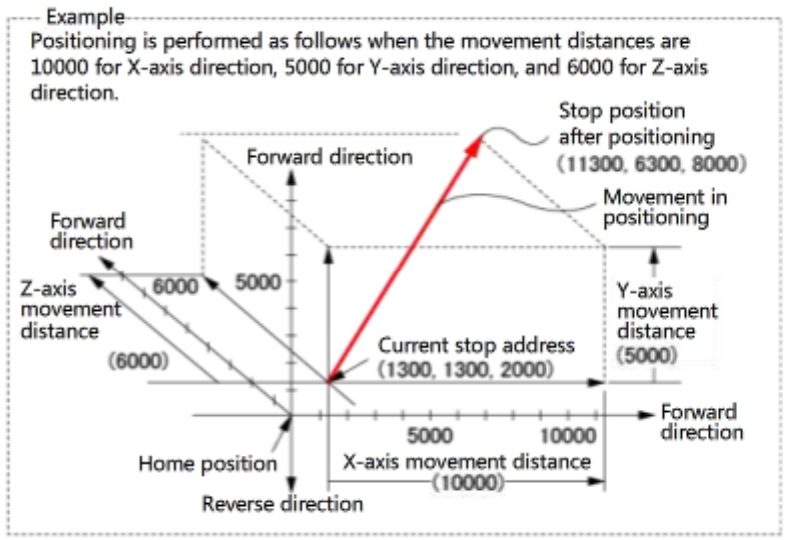 Example
Positioning is performed as follows when the movement distances are
10000 for X-axis direction, 5000 for Y-axis direction, and 6000 for Z-axis
direction.
Stop position
after positioning
(11300, 6300, 8000)
Forward direction
Movement in
positioning
Forward
direction
6000
5000
Z-axis
movement
distance
(6000)
Y-axis
movement
distance
(5000)
Current stop address
(1300, 1300, 2000)
5000
10000
Forward
direction
Home position
X-axis movement distance
(10000)
Reverse direction